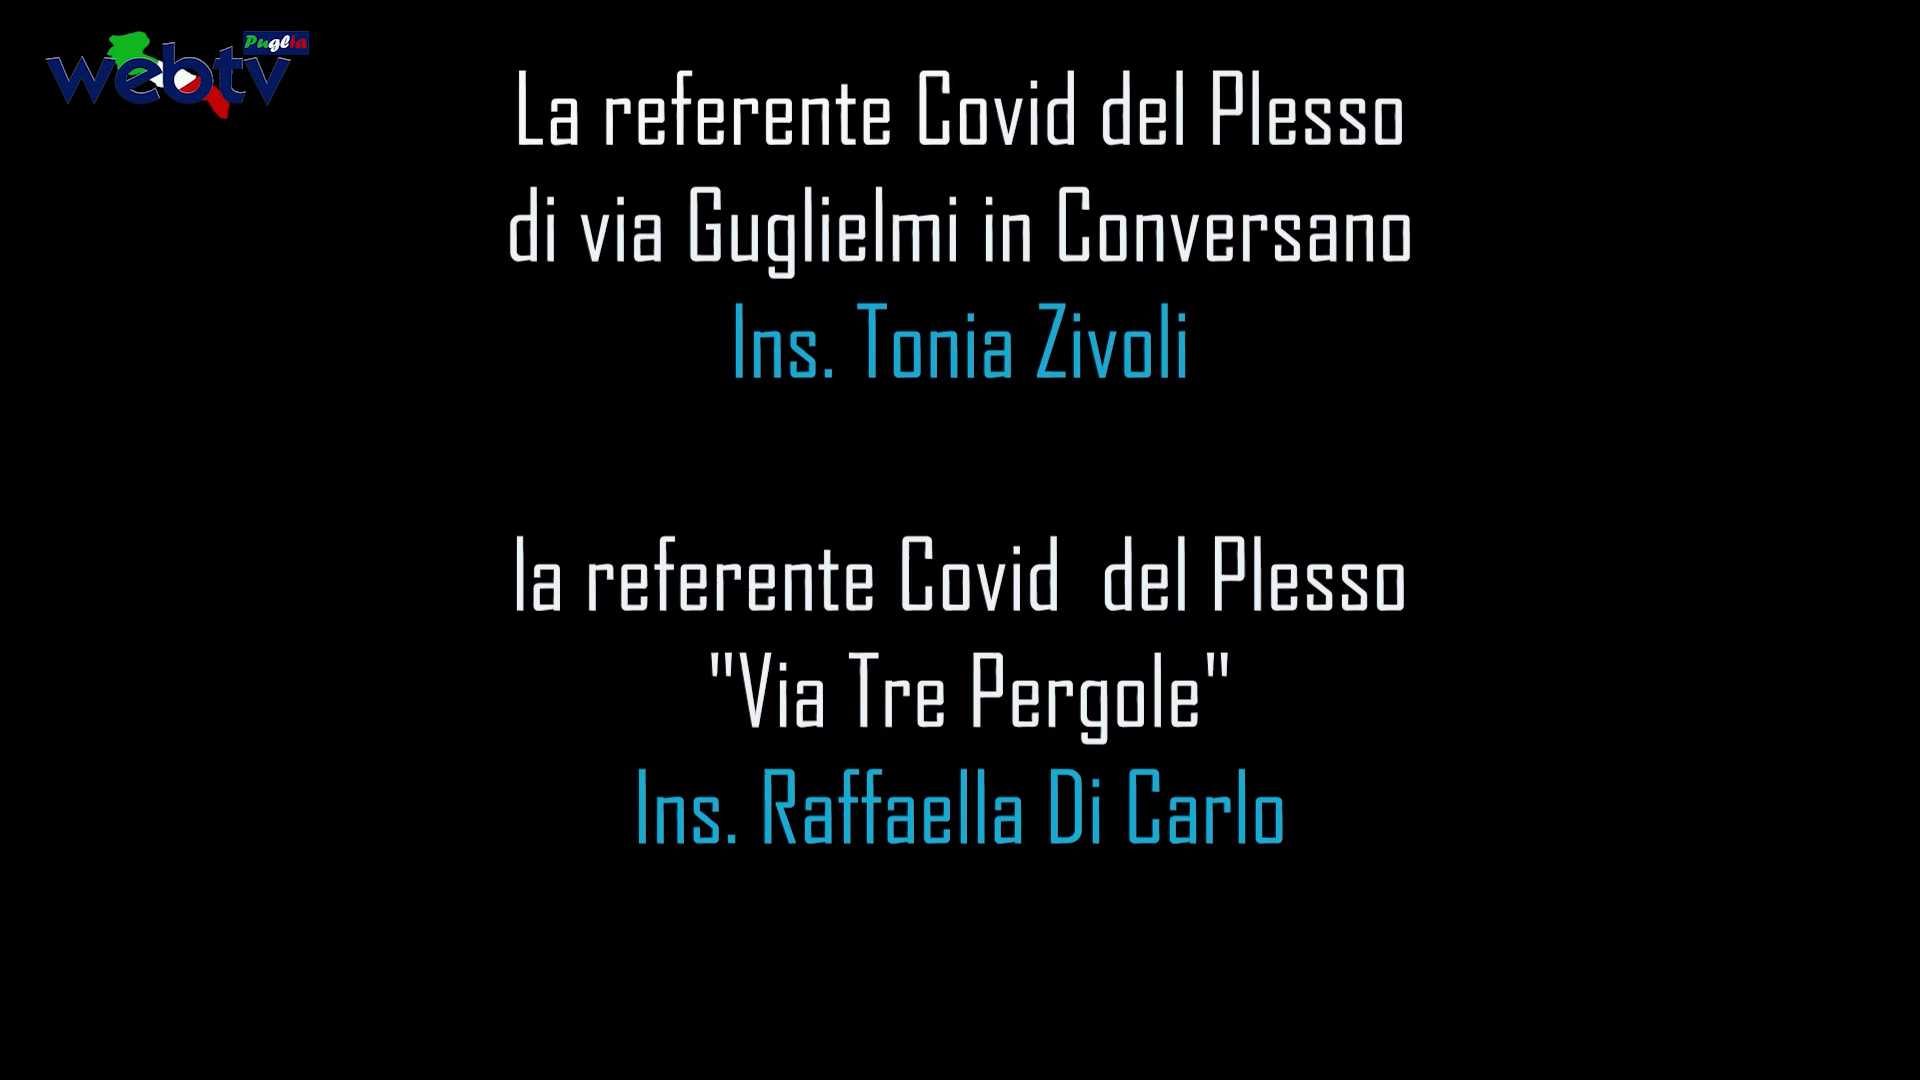 Puglia
webtv
La referente Covid del Plesso
di via Guglielmi in Conversano
Ins. Tonia Zivoli
la referente Covid  del Plesso
"Via Tre Pergole"
Ins. Raffaella Di Carlo